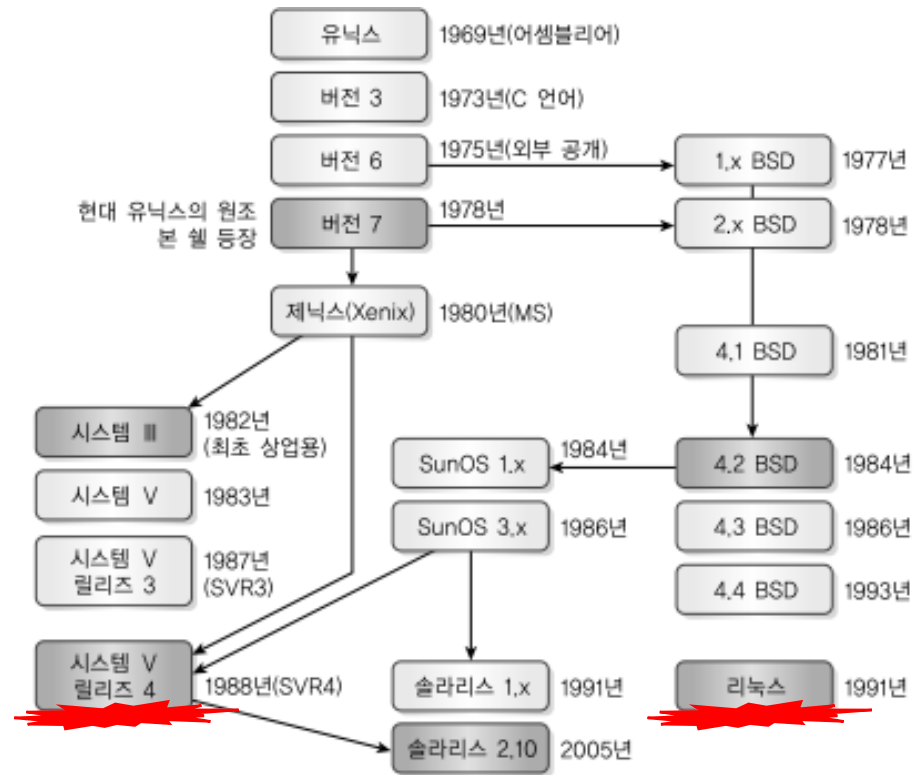 유닉스 1969년(어셈블리어)
버전 3 1973년(C 언어)
버전 6 1975년(외부 공개) 1.x BSD 1977년
현대 유닉스의 원조
본 쉘 등장
버전 7 1978년 2.x BSD 1978년
제닉스(Xenix) 1980년(MS)
4.1 BSD 1981년
시스템 Ⅲ 1982년
(최초 상업용)
SunOS 1.x 1984년 4.2 BSD 1984년
시스템 V 1983년
SunOS 3.x 1986년 4.3 BSD 1986년
시스템 V
릴리즈 3
1987년
(SVR3)
4.4 BSD 1993년
시스템 V
릴리즈 4
1988년(SVR4)
솔라리스 1.x 1991년 리눅스 1991년
솔라리스 2.10 2005년